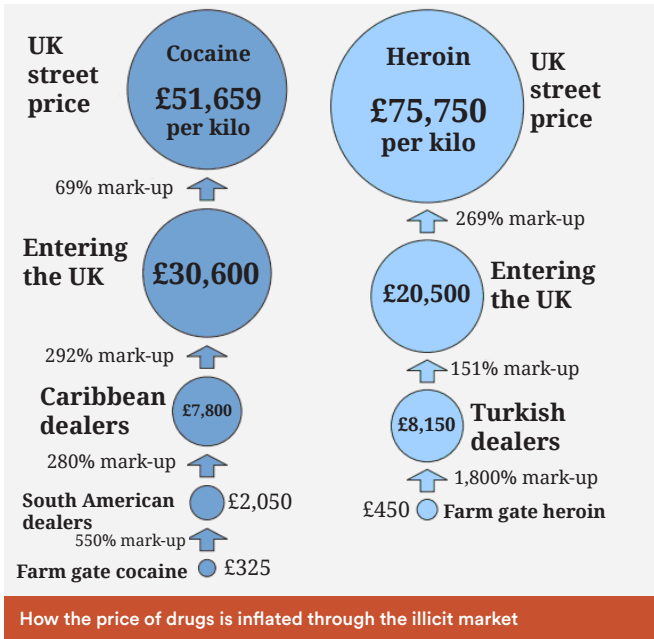 UK
street
price
Cocaine
£51,659
per kilo
69% mark-up
Entering
the UK
£30,600
292% mark-up
Caribbean
dealers
£7,800
280% mark-up
South American
dealers
£2,050
550% mark-up
Farm gate cocaine
£325
Heroin
£75,750
per kilo
UK
street
price
269% mark-up
£20,500
Entering
the UK
151% mark-up
£8,150
Turkish
dealers
1,800% mark-up
£450
Farm gate heroin
How the price of drugs is inflated through the illicit market